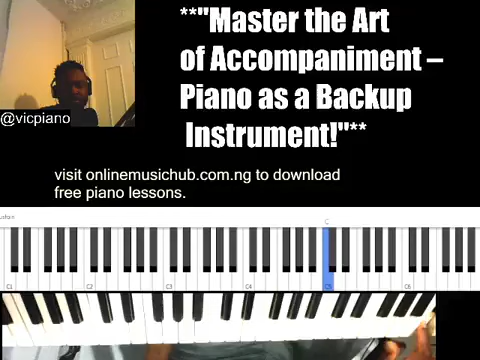 **"Master the Art
of Accompaniment –
Piano as a Backup
Instrument!"**
@vicpiano
visit onlinemusichub.com.ng to download
free piano lessons.
C
C1
C2
C3
C4
C5
C6